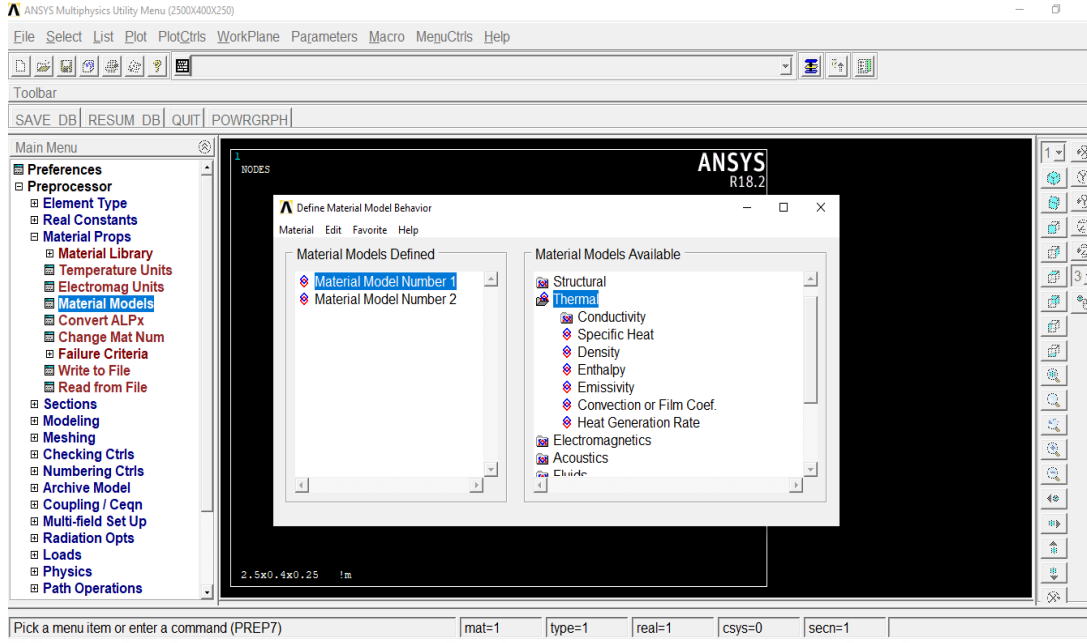 ANSYS Multiphysics Utility Menu (2500X400X250)
File Select List Plot PlotCtrls WorkPlane Parameters Macro MenuCtrls Help
Toolbar
SAVE_DB RESUM_DB QUIT POWRGRPH
Main Menu
Preferences
Preprocessor
Element Type
Real Constants
Material Props
Material Library
Temperature Units
Electromag Units
Material Models
Convert ALPx
Change Mat Num
Failure Criteria
Write to File
Read from File
Sections
Modeling
Meshing
Checking Ctrls
Numbering Ctrls
Archive Model
Coupling / Ceqn
Multi-field Set Up
Radiation Opts
Loads
Physics
Path Operations
1
NODES
ANSYS
R18.2
Define Material Model Behavior
Material Edit Favorite Help
Material Models Defined
Material Model Number 1
Material Model Number 2
Material Models Available
Structural
Thermal
Conductivity
Specific Heat
Density
Enthalpy
Emissivity
Convection or Film Coef.
Heat Generation Rate
Electromagnetics
Acoustics
Fluids
2.5x0.4x0.25 !m
1
3
Pick a menu item or enter a command (PREP7)
mat=1
type=1
real=1
csys=0
secn=1